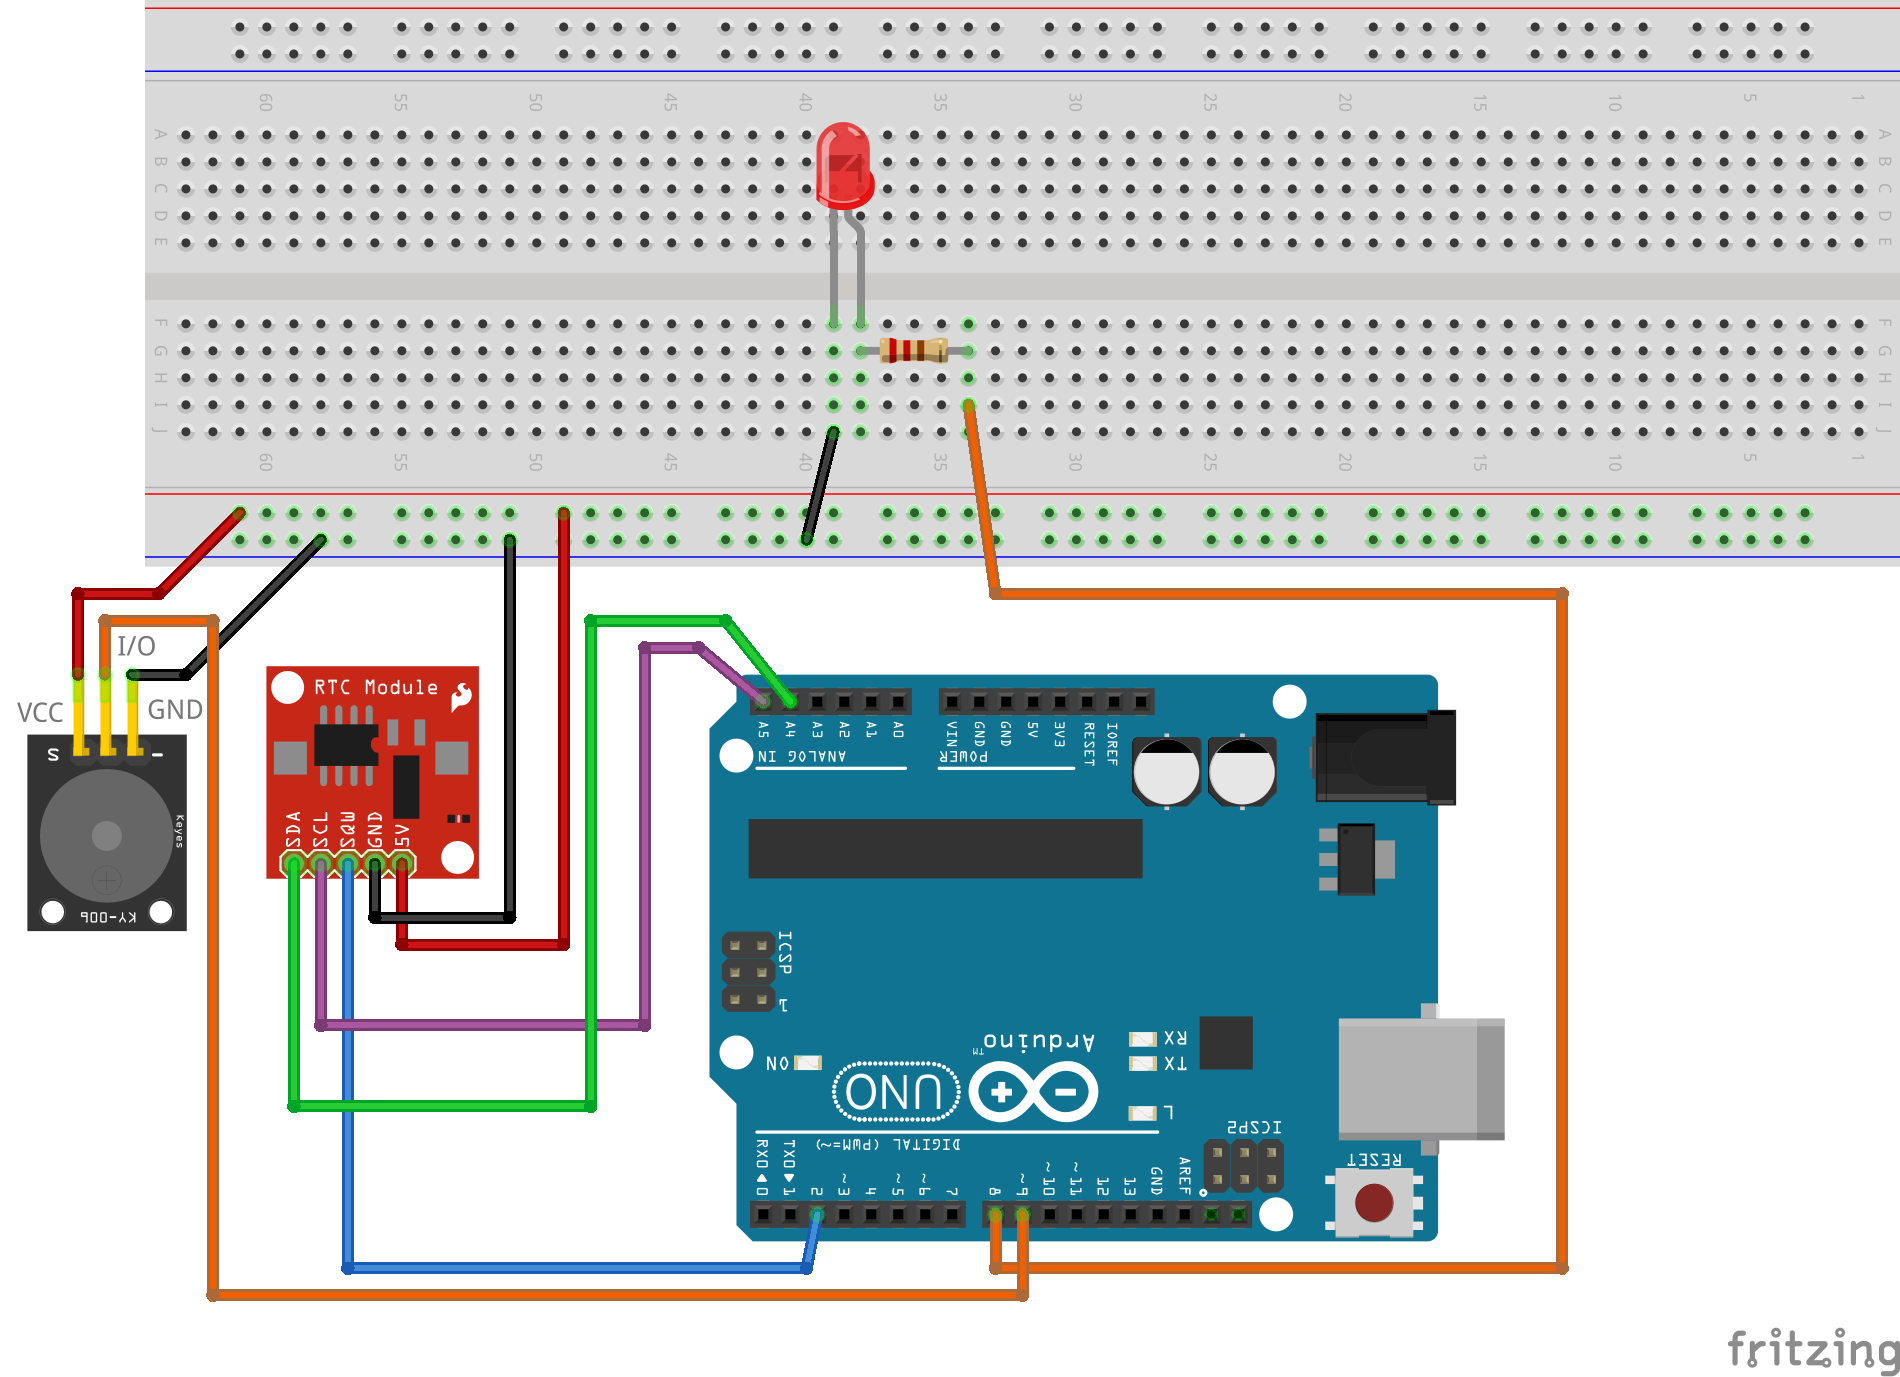 60 55 50 45 40 35 30 25 20 15 10 5 1
A A
B B
C C
D D
E E
F F
G G
H H
I I
J J
60 55 50 45 40 35 30 25 20 15 10 5 1
I/O
VCC
GND
S
-
Keyes
KY-006
RTC Module
SDA
SCL
SQW
GND
5V
A5
A4
A3
A2
A1
A0
ANALOG IN
VIN
GND
GND
5V
3V3
RESET
IOREF
POWER
ICSP
1
ON
Arduino
TM
UNO
RX
TX
L
ICSP2
RESET
DIGITAL (PWM=~)
RX0 ◀ 0
TX0 ▶ 1
2
~3
4
~5
~6
7
8
~9
~10
~11
12
13
GND
AREF
fritzing